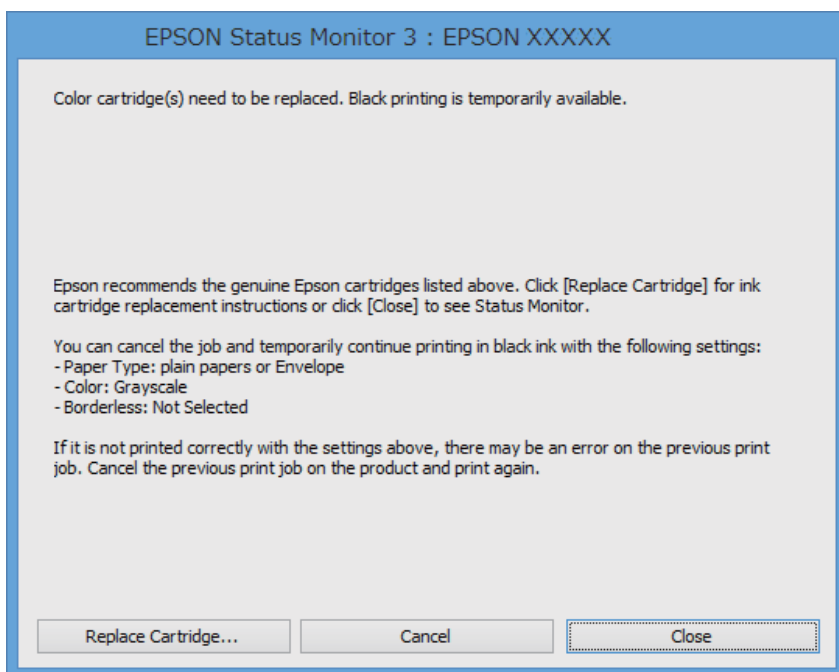 EPSON Status Monitor 3 : EPSON XXXXX
Color cartridge(s) need to be replaced. Black printing is temporarily available.
Epson recommends the genuine Epson cartridges listed above. Click [Replace Cartridge] for ink
cartridge replacement instructions or click [Close] to see Status Monitor.
You can cancel the job and temporarily continue printing in black ink with the following settings:
- Paper Type: plain papers or Envelope
- Color: Grayscale
- Borderless: Not Selected
If it is not printed correctly with the settings above, there may be an error on the previous print
job. Cancel the previous print job on the product and print again.
Replace Cartridge...
Cancel
Close